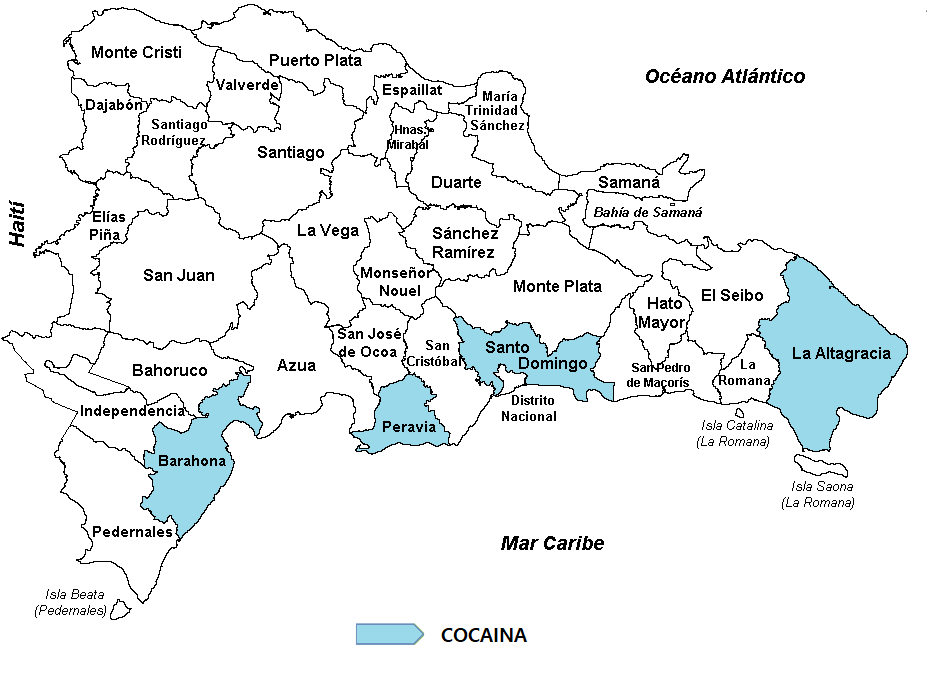 Monte Cristi
Puerto Plata
Océano Atlántico
Valverde
Espaillat
Dajabón
María
Trinidad
Sánchez
Santiago
Rodríguez
Hnas.
Mirabal
Santiago
Duarte
Samaná
Haití
Elías
Piña
Bahía de Samaná
La Vega
Sánchez
Ramírez
San Juan
Monseñor
Nouel
Monte Plata
El Seibo
Hato
Mayor
San José
de Ocoa
San
Cristóbal
Santo
Domingo
La Altagracia
Bahoruco
Azua
San Pedro
de Macorís
La
Romana
Independencia
Distrito
Nacional
Peravia
Isla Catalina
(La Romana)
Barahona
Isla Saona
(La Romana)
Pedernales
Mar Caribe
Isla Beata
(Pedernales)
COCAINA